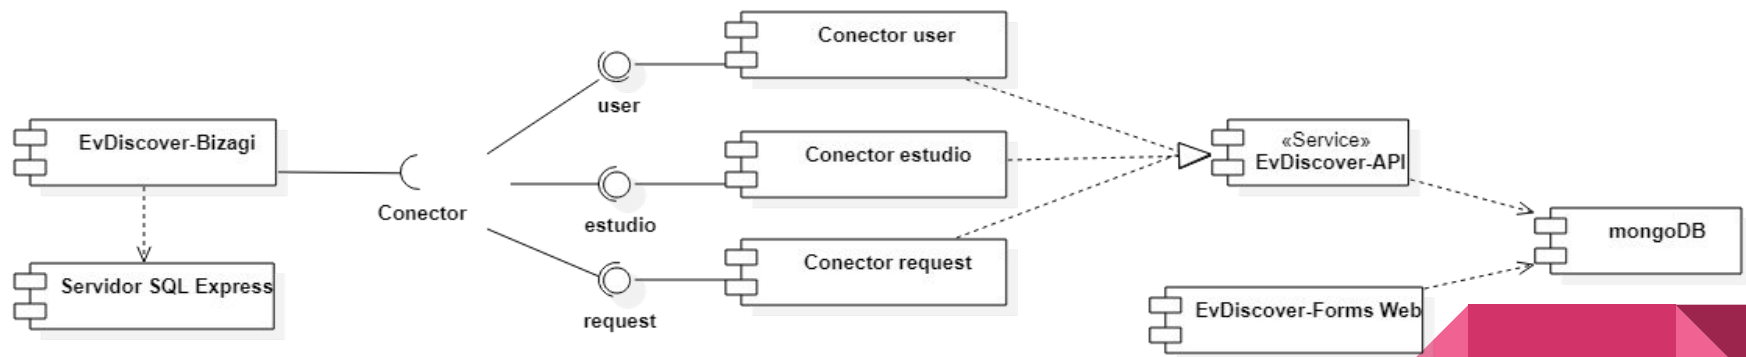 Conector user
user
EvDiscover-Bizagi
Conector
Conector estudio
estudio
«Service»
EvDiscover-API
Servidor SQL Express
Conector request
request
mongoDB
EvDiscover-Forms Web